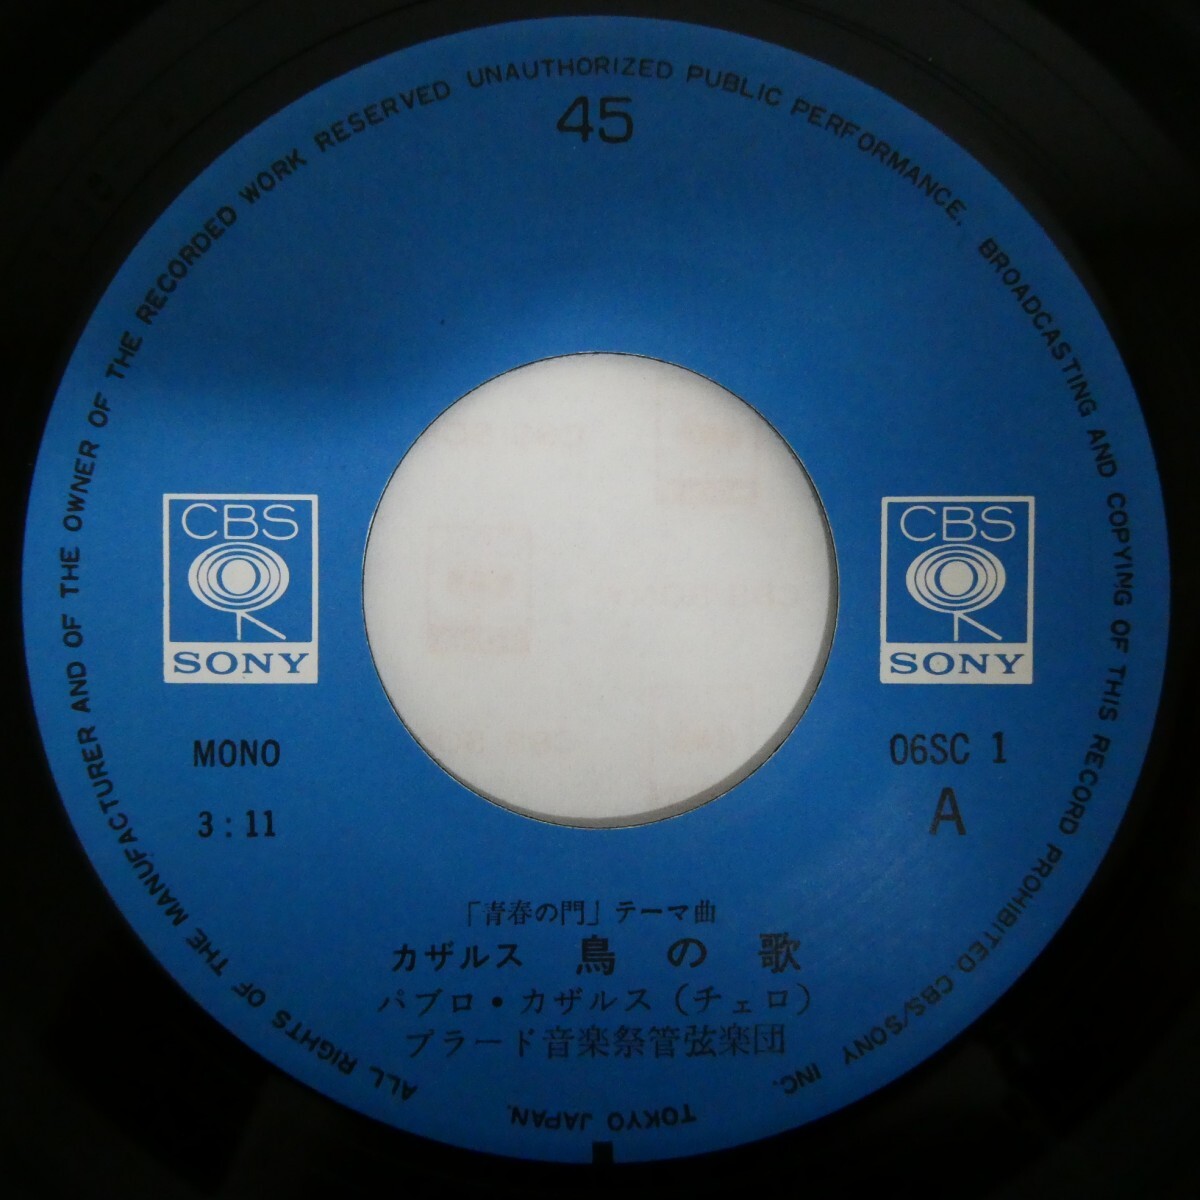 ALL RIGHTS OF THE MANUFACTURER AND OF THE OWNER OF THE RECORDED WORK RESERVED UNAUTHORIZED PUBLIC PERFORMANCE. BROADCASTING AND COPYING OF THIS RECORD PROHIBITED. CBS/SONY INC.
TOKYO JAPAN.
45
CBS
SONY
CBS
SONY
MONO
3:11
06SC 1
A
「青春の門」テーマ曲
カザルス 鳥の歌
パブロ・カザルス(チェロ)
プラード音楽祭管弦楽団